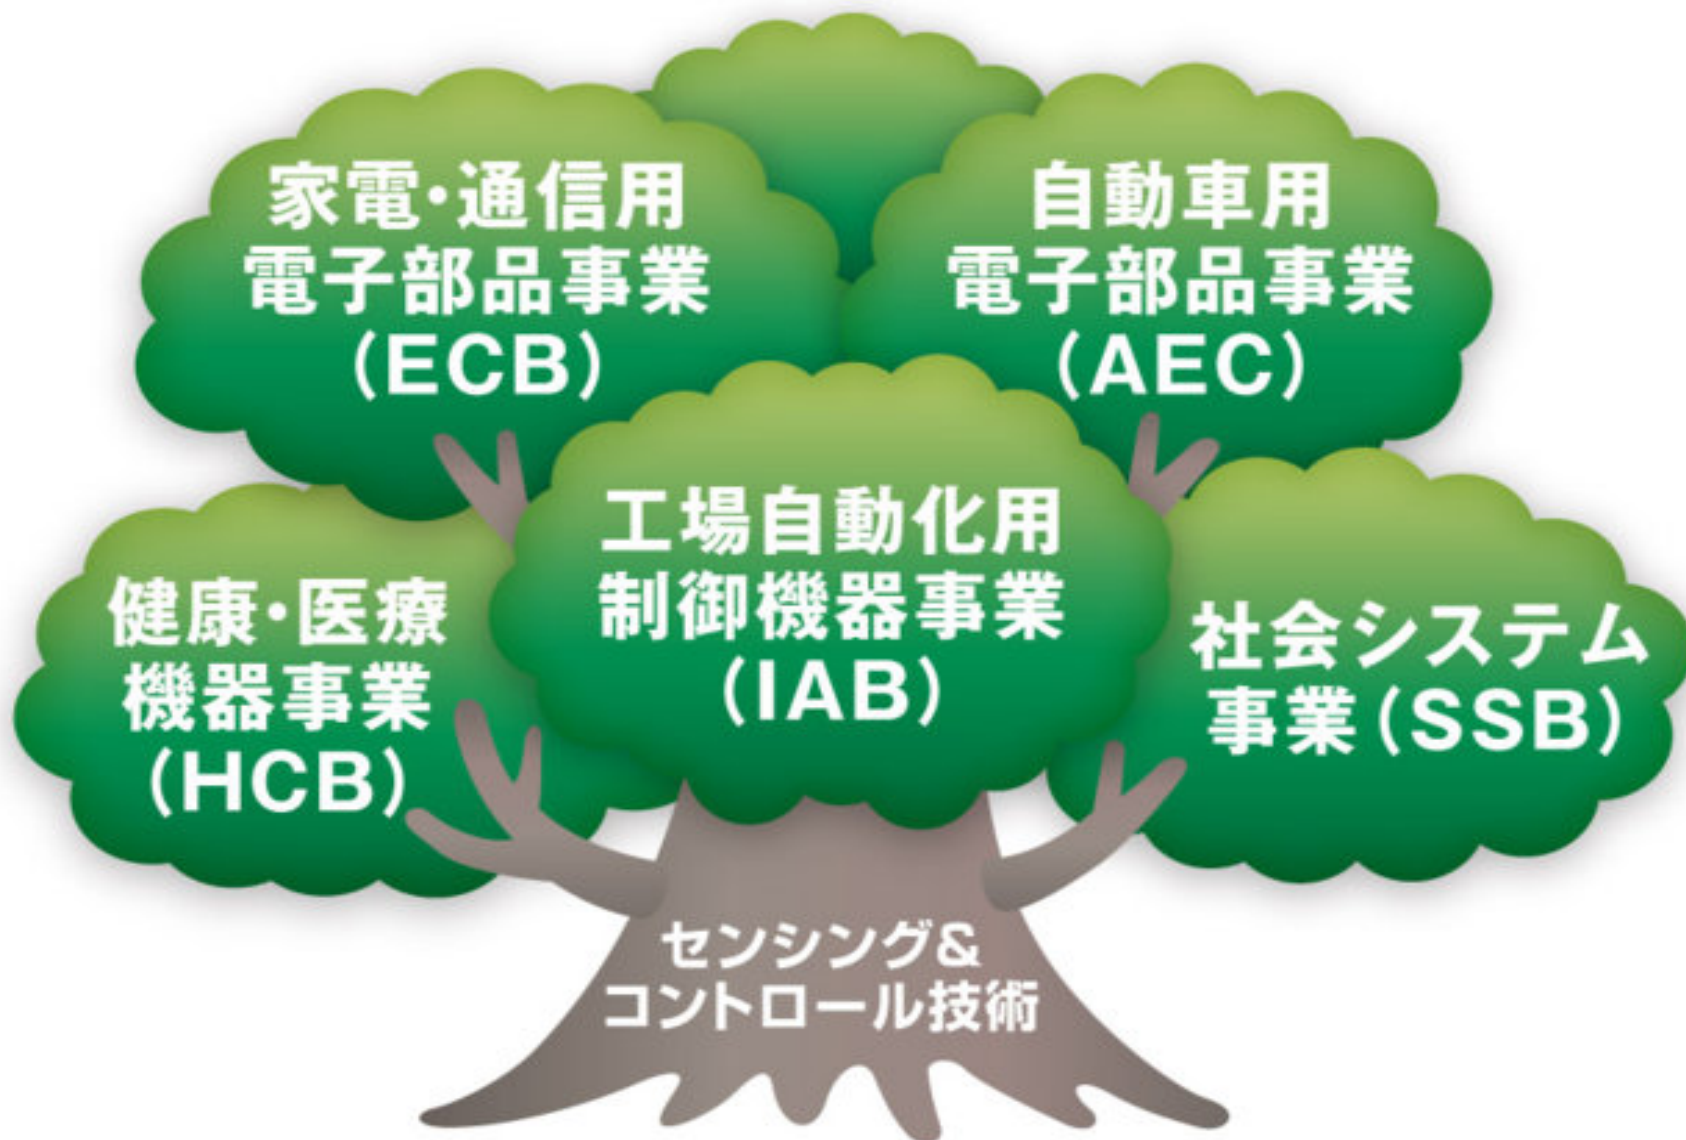 家電・通信用
電子部品事業
(ECB)
自動車用
電子部品事業
(AEC)
工場自動化用
制御機器事業
(IAB)
健康・医療
機器事業
(HCB)
社会システム
事業(SSB)
センシング&
コントロール技術